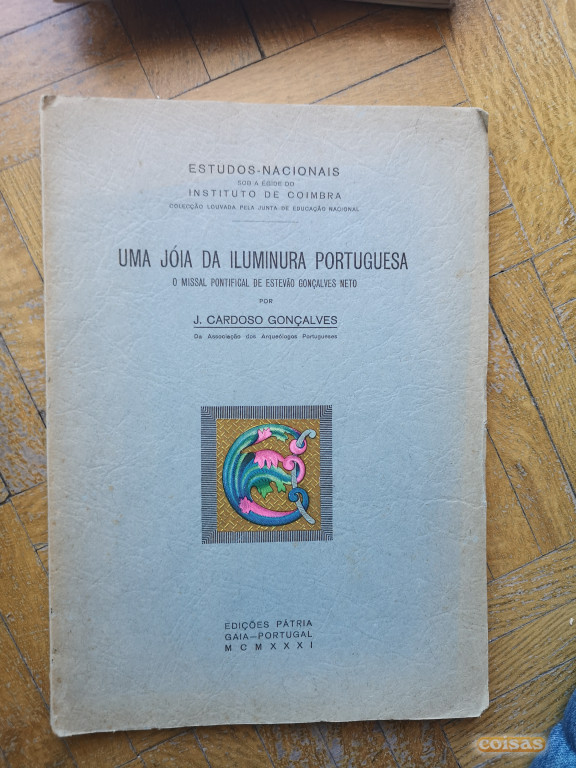 ESTUDOS-NACIONAIS
SOB A ÉGIDE DO
INSTITUTO DE COIMBRA
COLECÇÃO LOUVADA PELA JUNTA DE EDUCAÇÃO NACIONAL
UMA JÓIA DA ILUMINURA PORTUGUESA
O MISSAL PONTIFICAL DE ESTEVÃO GONÇALVES NETO
POR
J. CARDOSO GONÇALVES
Da Associação dos Arqueólogos Portugueses
EDIÇÕES PÁTRIA
GAIA—PORTUGAL
MCMXXXI
coisas